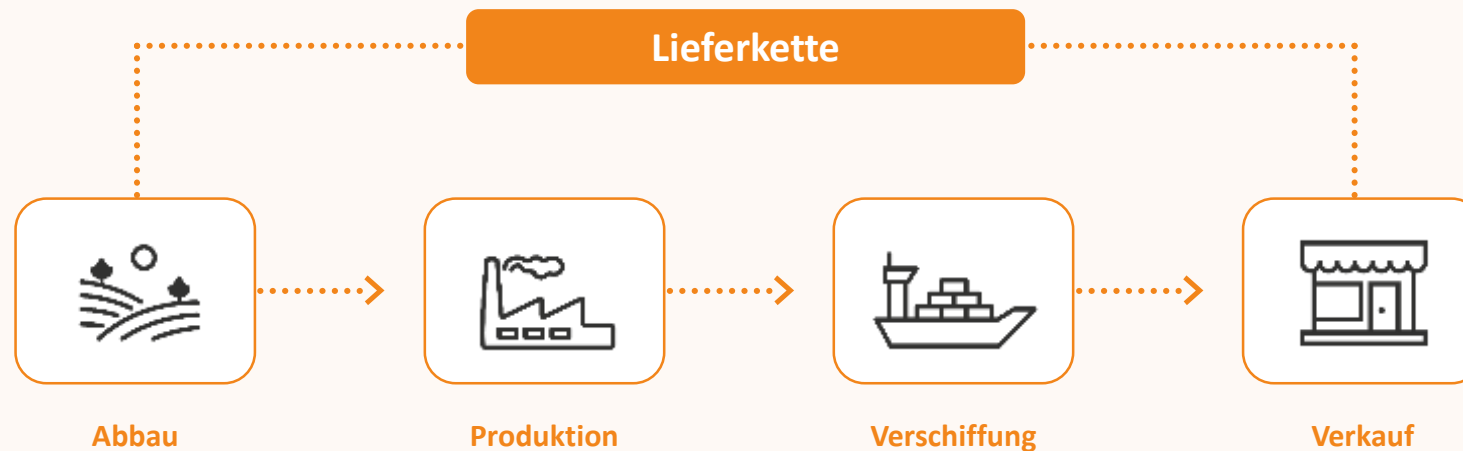 Lieferkette
Abbau
Produktion
Verschiffung
Verkauf